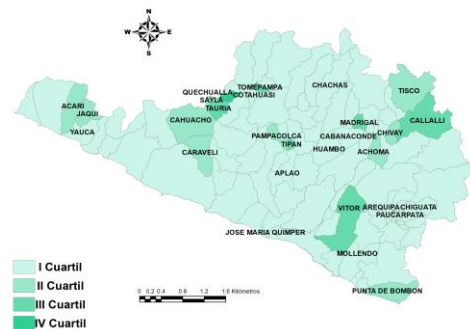 N
W E
S
TISCO
CHACHAS
TOMEPAMPA
QUECHUALLA COTAHUASI
SAYLA
TAURIA
ACARI
JAQUI
YAUCA
CAHUACHO
CARAVELI
CALLALLI
MADRIGAL
CABANACONDE CHIVAY
HUAMBO ACHOMA
PAMPACOLCA
TIPAN
APLAO
VITOR
AREQUIPA CHIGUATA
PAUCARPATA
JOSE MARIA QUIMPER
MOLLENDO
PUNTA DE BOMBON
I Cuartil
II Cuartil
III Cuartil
IV Cuartil
0 0.2 0.4 0.8 1.2 1.6 Kilómetros